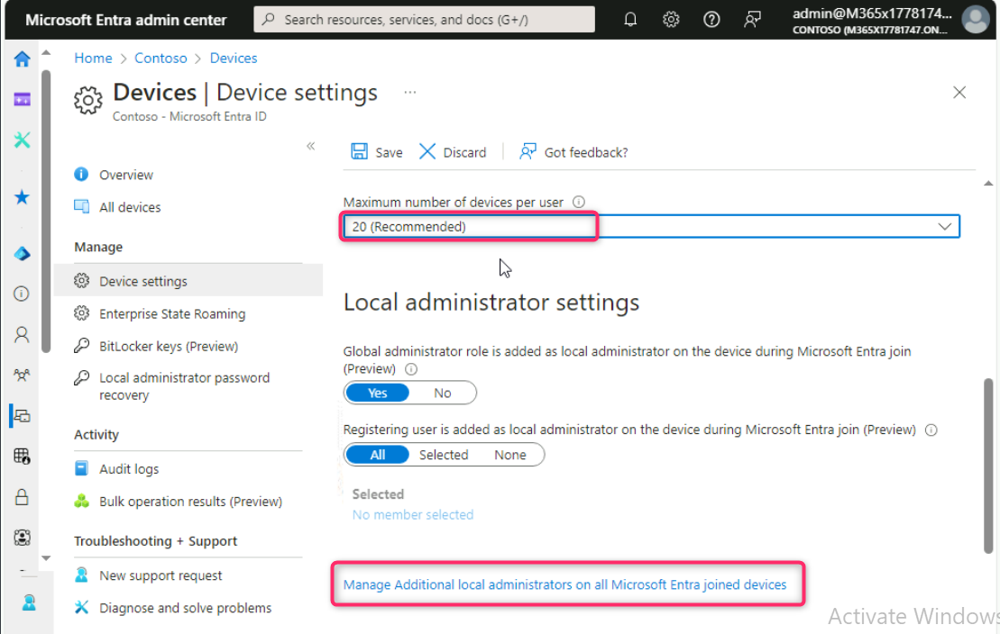 Microsoft Entra admin center
Search resources, services, and docs (G+/)
admin@M365x1778174...
CONTOSO (M365X17781747.ON...
Home > Contoso > Devices
Devices | Device settings ...
Contoso - Microsoft Entra ID
Overview
All devices
Manage
Device settings
Enterprise State Roaming
BitLocker keys (Preview)
Local administrator password
recovery
Activity
Audit logs
Bulk operation results (Preview)
Troubleshooting + Support
New support request
Diagnose and solve problems
Save Discard Got feedback?
Maximum number of devices per user
20 (Recommended)
Local administrator settings
Global administrator role is added as local administrator on the device during Microsoft Entra join
(Preview)
Yes No
Registering user is added as local administrator on the device during Microsoft Entra join (Preview)
All Selected None
Selected
No member selected
Manage Additional local administrators on all Microsoft Entra joined devices
Activate Windows